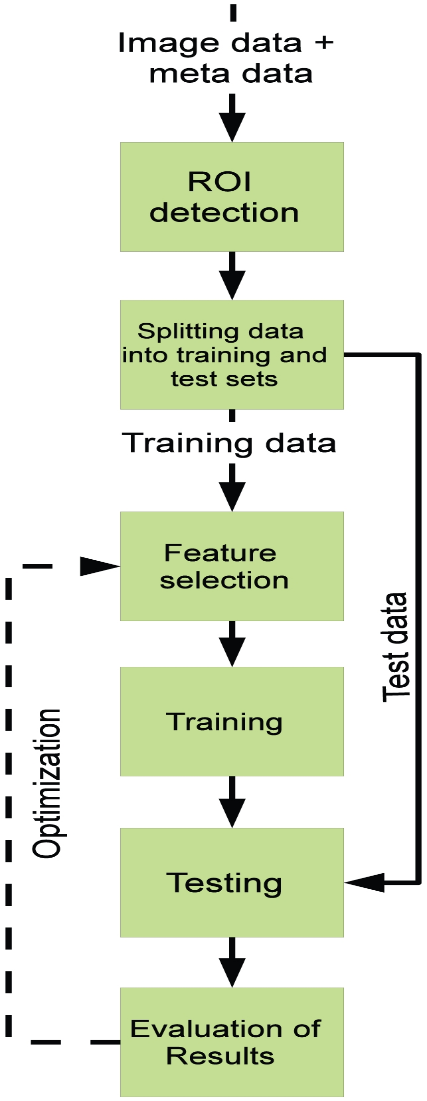 Image data +
meta data
ROI
detection
Splitting data
into training and
test sets
Training data
Feature
selection
Training
Test data
Optimization
Testing
Evaluation of
Results